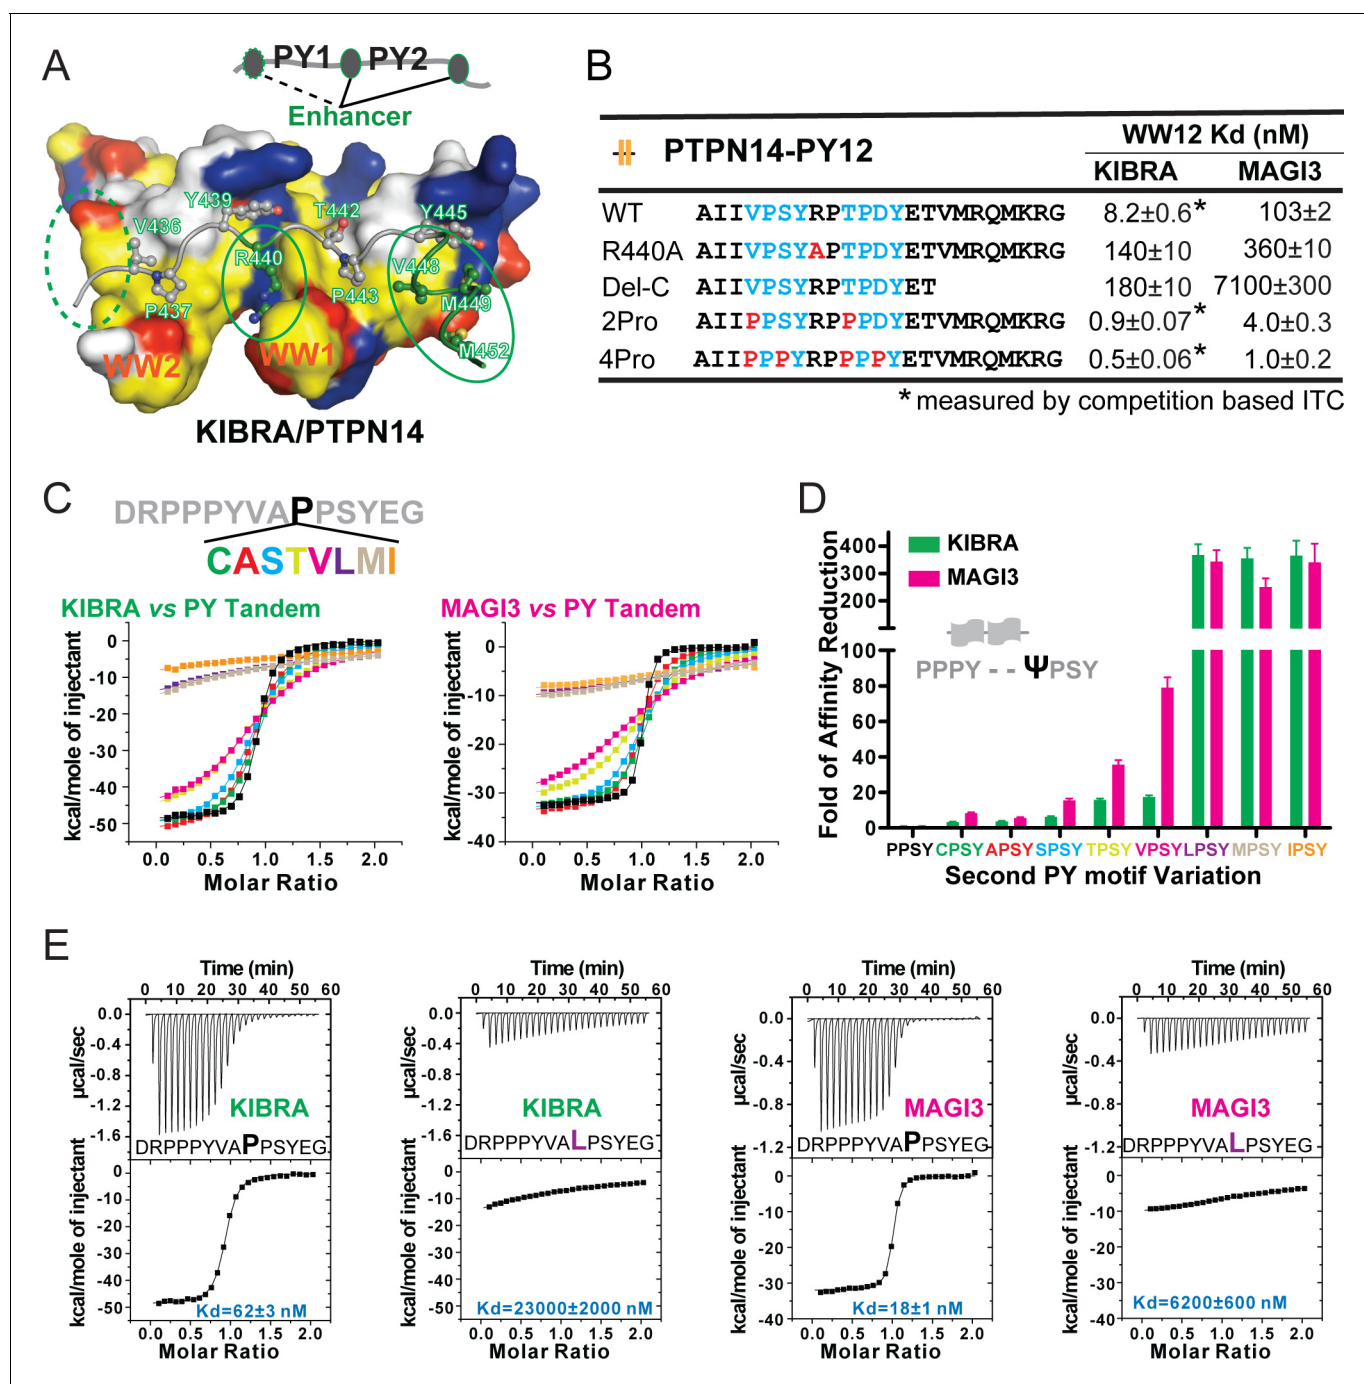 A
PY1 PY2
Enhancer
Y439
T442
Y445
V436
R440
V448
P437
P443
M449
M452
WW2
WW1
KIBRA/PTPN14
B
PTPN14-PY12
WW12 Kd (nM)
KIBRA MAGI3
WT AIIVPSYRPTPDYETVMRQMKRG 8.2±0.6* 103±2
R440A AIIVPSYAPTPDYETVMRQMKRG 140±10 360±10
Del-C AIIVPSYRPTPDYET 180±10 7100±300
2Pro AIIPPSYRPPPDYETVMRQMKRG 0.9±0.07* 4.0±0.3
4Pro AIIPPPYRPPPPYETVMRQMKRG 0.5±0.06* 1.0±0.2
*measured by competition based ITC
C
DRPPPYVAPPSYEG
CASTVLMI
KIBRA vs PY Tandem
kcal/mole of injectant
0
-10
-20
-30
-40
-50
0.0 0.5 1.0 1.5 2.0
Molar Ratio
MAGI3 vs PY Tandem
kcal/mole of injectant
0
-10
-20
-30
-40
0.0 0.5 1.0 1.5 2.0
Molar Ratio
D
Fold of Affinity Reduction
400
300
200
100
80
60
40
20
0
KIBRA
MAGI3
PPPY - - ΨPSY
PPSY CPSY APSY SPSY TPSY VPSY LPSY MPSY IPSY
Second PY motif Variation
E
Time (min)
0 10 20 30 40 50 60
µcal/sec
0.0
-0.4
-0.8
-1.2
-1.6
KIBRA
DRPPPYVAPPSYEG
kcal/mole of injectant
0
-10
-20
-30
-40
-50
Kd=62±3 nM
0.0 0.5 1.0 1.5 2.0
Molar Ratio
Time (min)
0 10 20 30 40 50 60
µcal/sec
0.0
-0.4
-0.8
-1.2
-1.6
KIBRA
DRPPPYVALPSYEG
kcal/mole of injectant
0
-10
-20
-30
-40
-50
Kd=23000±2000 nM
0.0 0.5 1.0 1.5 2.0
Molar Ratio
Time (min)
0 10 20 30 40 50 60
µcal/sec
0.0
-0.4
-0.8
-1.2
MAGI3
DRPPPYVAPPSYEG
kcal/mole of injectant
0
-10
-20
-30
-40
Kd=18±1 nM
0.0 0.5 1.0 1.5 2.0
Molar Ratio
Time (min)
0 10 20 30 40 50 60
µcal/sec
0.0
-0.4
-0.8
-1.2
MAGI3
DRPPPYVALPSYEG
kcal/mole of injectant
0
-10
-20
-30
-40
Kd=6200±600 nM
0.0 0.5 1.0 1.5 2.0
Molar Ratio